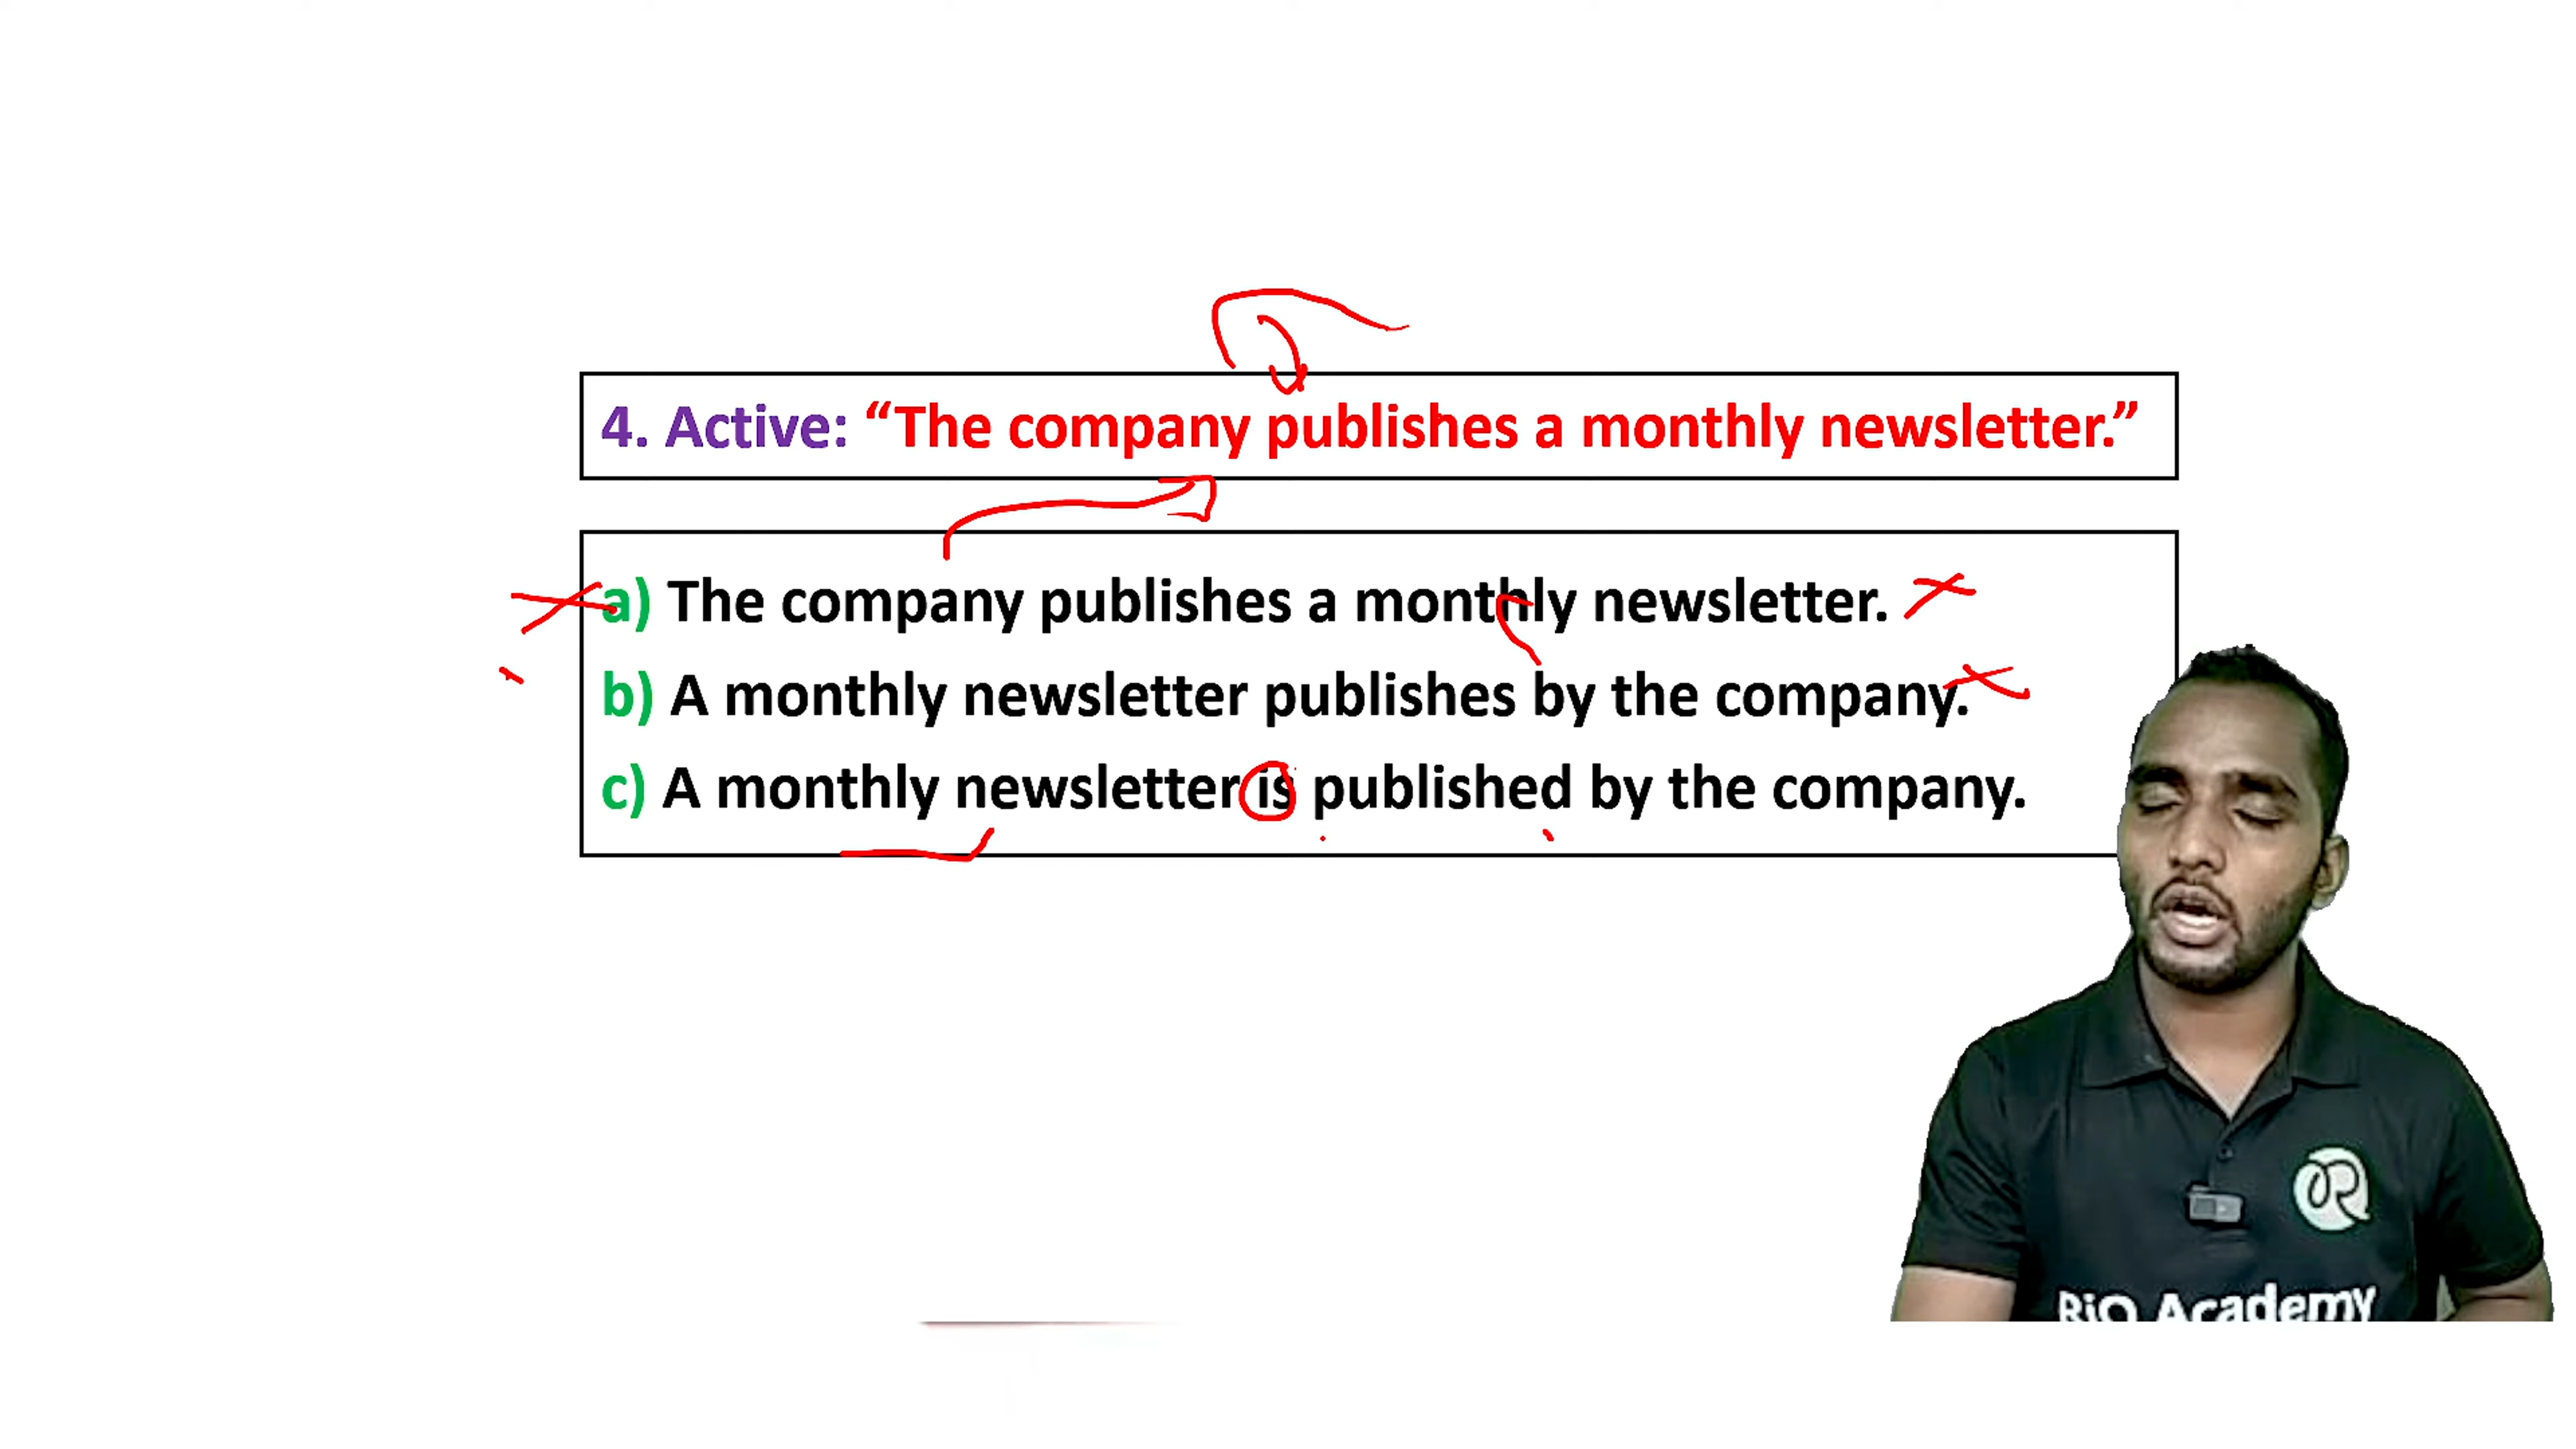 4. Active: “The company publishes a monthly newsletter.”
a) The company publishes a monthly newsletter.
b) A monthly newsletter publishes by the company.
c) A monthly newsletter is published by the company.
RiO Academy